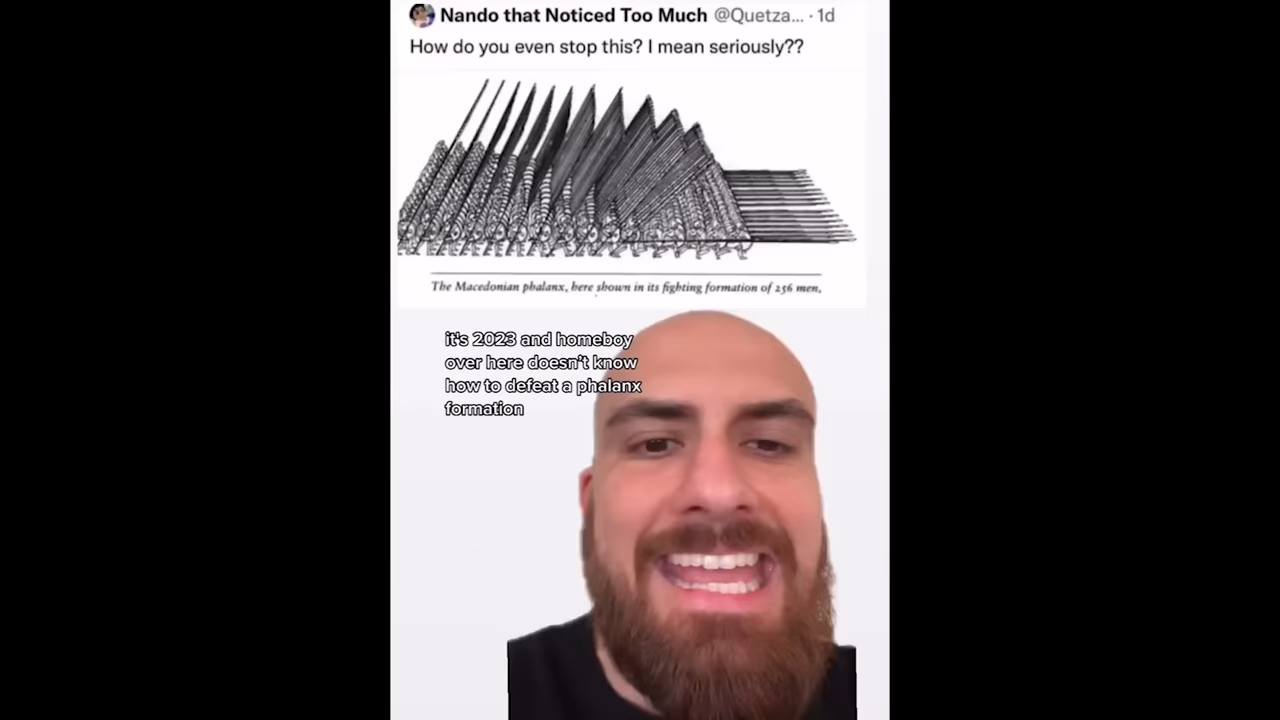 Nando that Noticed Too Much @Quetza... · 1d
How do you even stop this? I mean seriously??
The Macedonian phalanx, here shown in its fighting formation of 256 men,
it's 2023 and homeboy
over here doesn't know
how to defeat a phalanx
formation